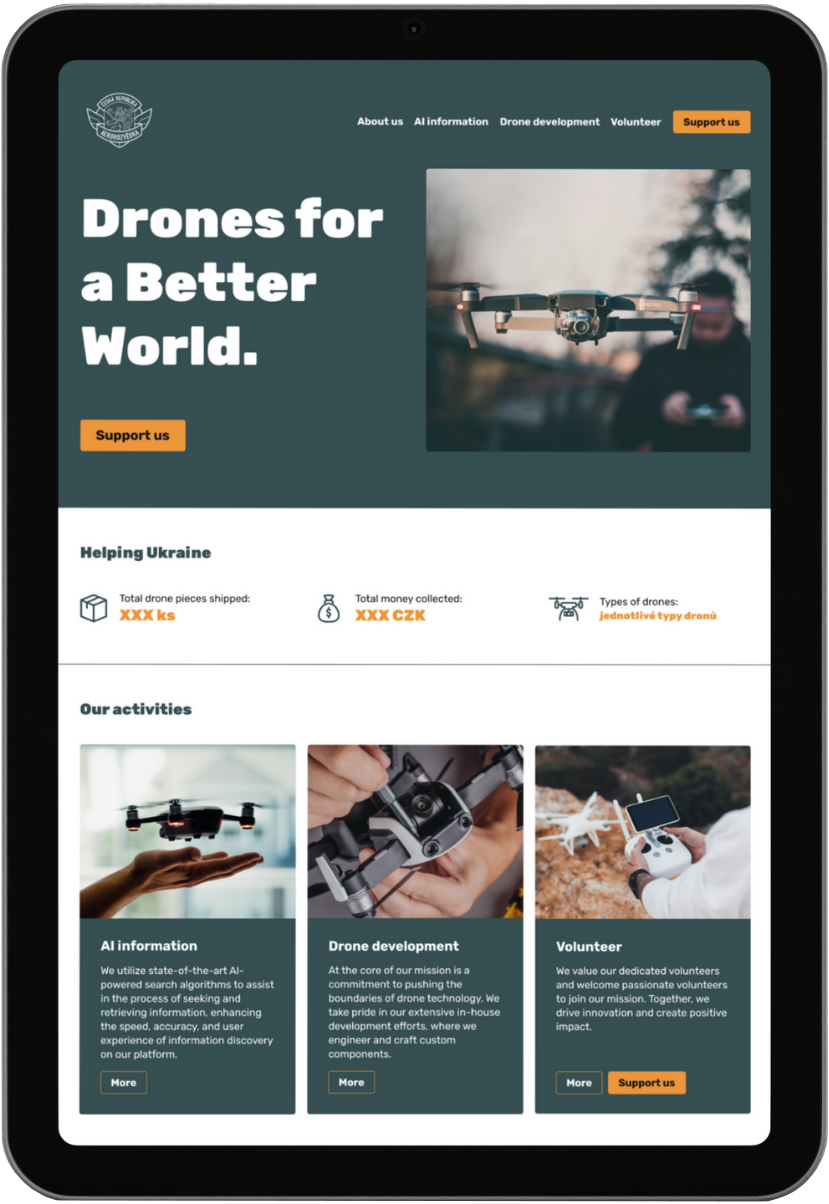 ČESKÁ REPUBLIKA
AEROROZVĚDKA
About us AI information Drone development Volunteer Support us
Drones for
a Better
World.
Support us
Helping Ukraine
Total drone pieces shipped:
XXX ks
Total money collected:
XXX CZK
Types of drones:
jednotlivé typy dronů
Our activities
AI information
We utilize state-of-the-art AI-
powered search algorithms to assist
in the process of seeking and
retrieving information, enhancing
the speed, accuracy, and user
experience of information discovery
on our platform.
More
Drone development
At the core of our mission is a
commitment to pushing the
boundaries of drone technology. We
take pride in our extensive in-house
development efforts, where we
engineer and craft custom
components.
More
Volunteer
We value our dedicated volunteers
and welcome passionate volunteers
to join our mission. Together, we
drive innovation and create positive
impact.
More Support us